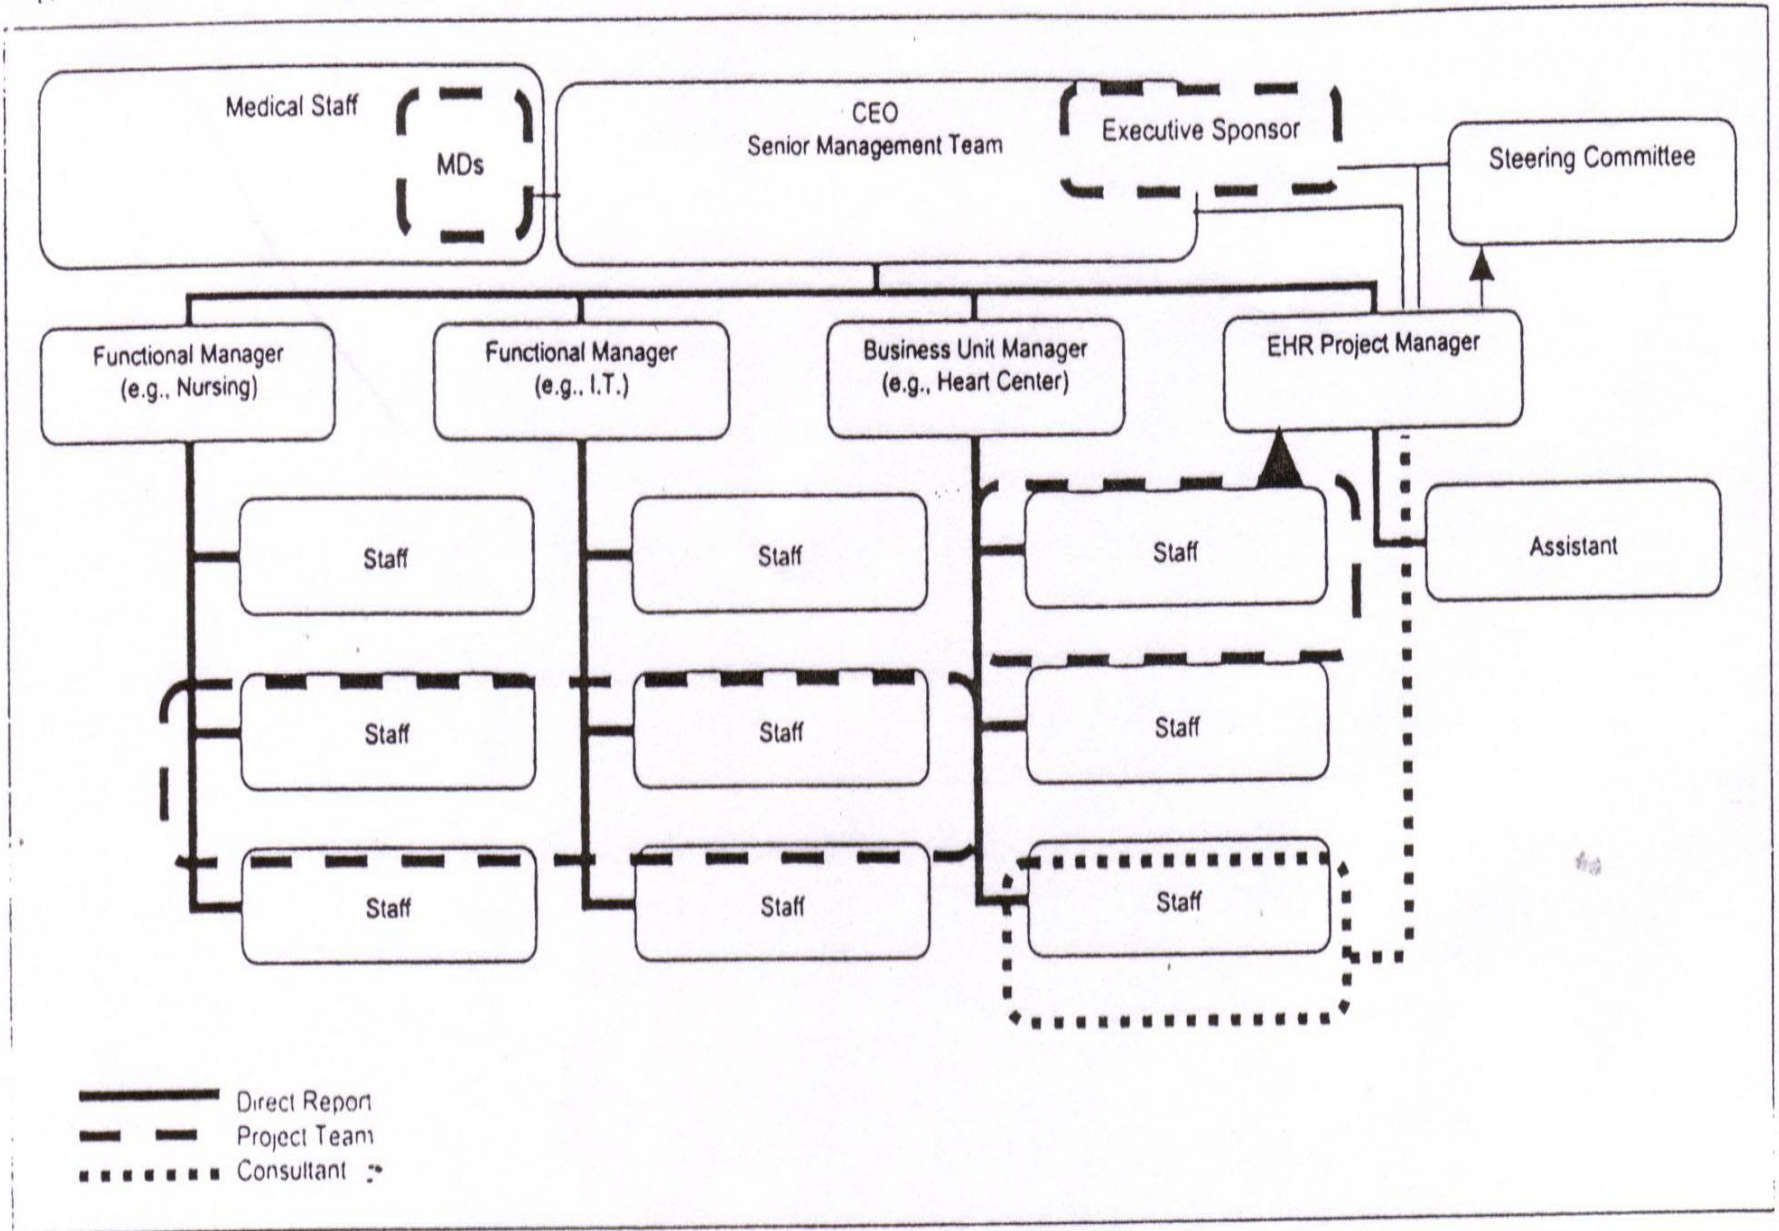 Medical Staff
MDs
CEO
Senior Management Team
Executive Sponsor
Steering Committee
Functional Manager
(e.g., Nursing)
Functional Manager
(e.g., I.T.)
Business Unit Manager
(e.g., Heart Center)
EHR Project Manager
Staff
Staff
Staff
Assistant
Staff
Staff
Staff
Staff
Staff
Staff
Direct Report
Project Team
Consultant